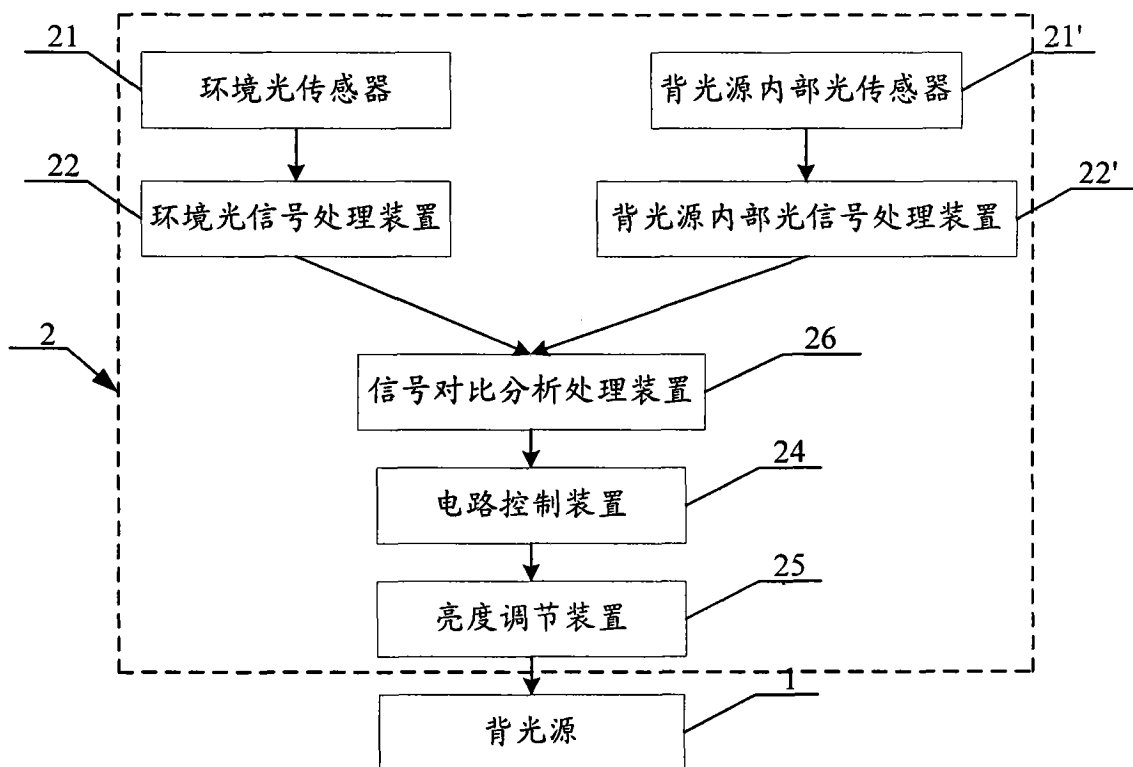 21
环境光传感器
21'
背光源内部光传感器
22
环境光信号处理装置
22'
背光源内部光信号处理装置
2
26
信号对比分析处理装置
24
电路控制装置
25
亮度调节装置
1
背光源